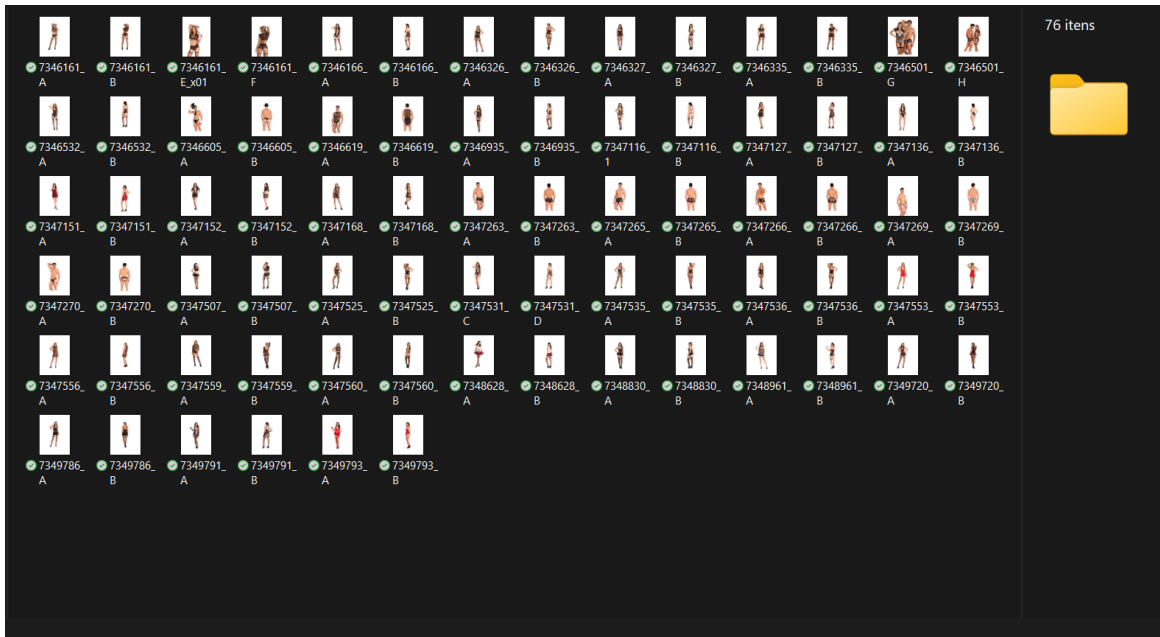 76 itens
7346161_
A
7346161_
B
7346161_
E_x01
7346161_
F
7346166_
A
7346166_
B
7346326_
A
7346326_
B
7346327_
A
7346327_
B
7346335_
A
7346335_
B
7346501_
G
7346501_
H
7346532_
A
7346532_
B
7346605_
A
7346605_
B
7346619_
A
7346619_
B
7346935_
A
7346935_
B
7347116_
1
7347116_
B
7347127_
A
7347127_
B
7347136_
A
7347136_
B
7347151_
A
7347151_
B
7347152_
A
7347152_
B
7347168_
A
7347168_
B
7347263_
A
7347263_
B
7347265_
A
7347265_
B
7347266_
A
7347266_
B
7347269_
A
7347269_
B
7347270_
A
7347270_
B
7347507_
A
7347507_
B
7347525_
A
7347525_
B
7347531_
C
7347531_
D
7347535_
A
7347535_
B
7347536_
A
7347536_
B
7347553_
A
7347553_
B
7347556_
A
7347556_
B
7347559_
A
7347559_
B
7347560_
A
7347560_
B
7348628_
A
7348628_
B
7348830_
A
7348830_
B
7348961_
A
7348961_
B
7349720_
A
7349720_
B
7349786_
A
7349786_
B
7349791_
A
7349791_
B
7349793_
A
7349793_
B